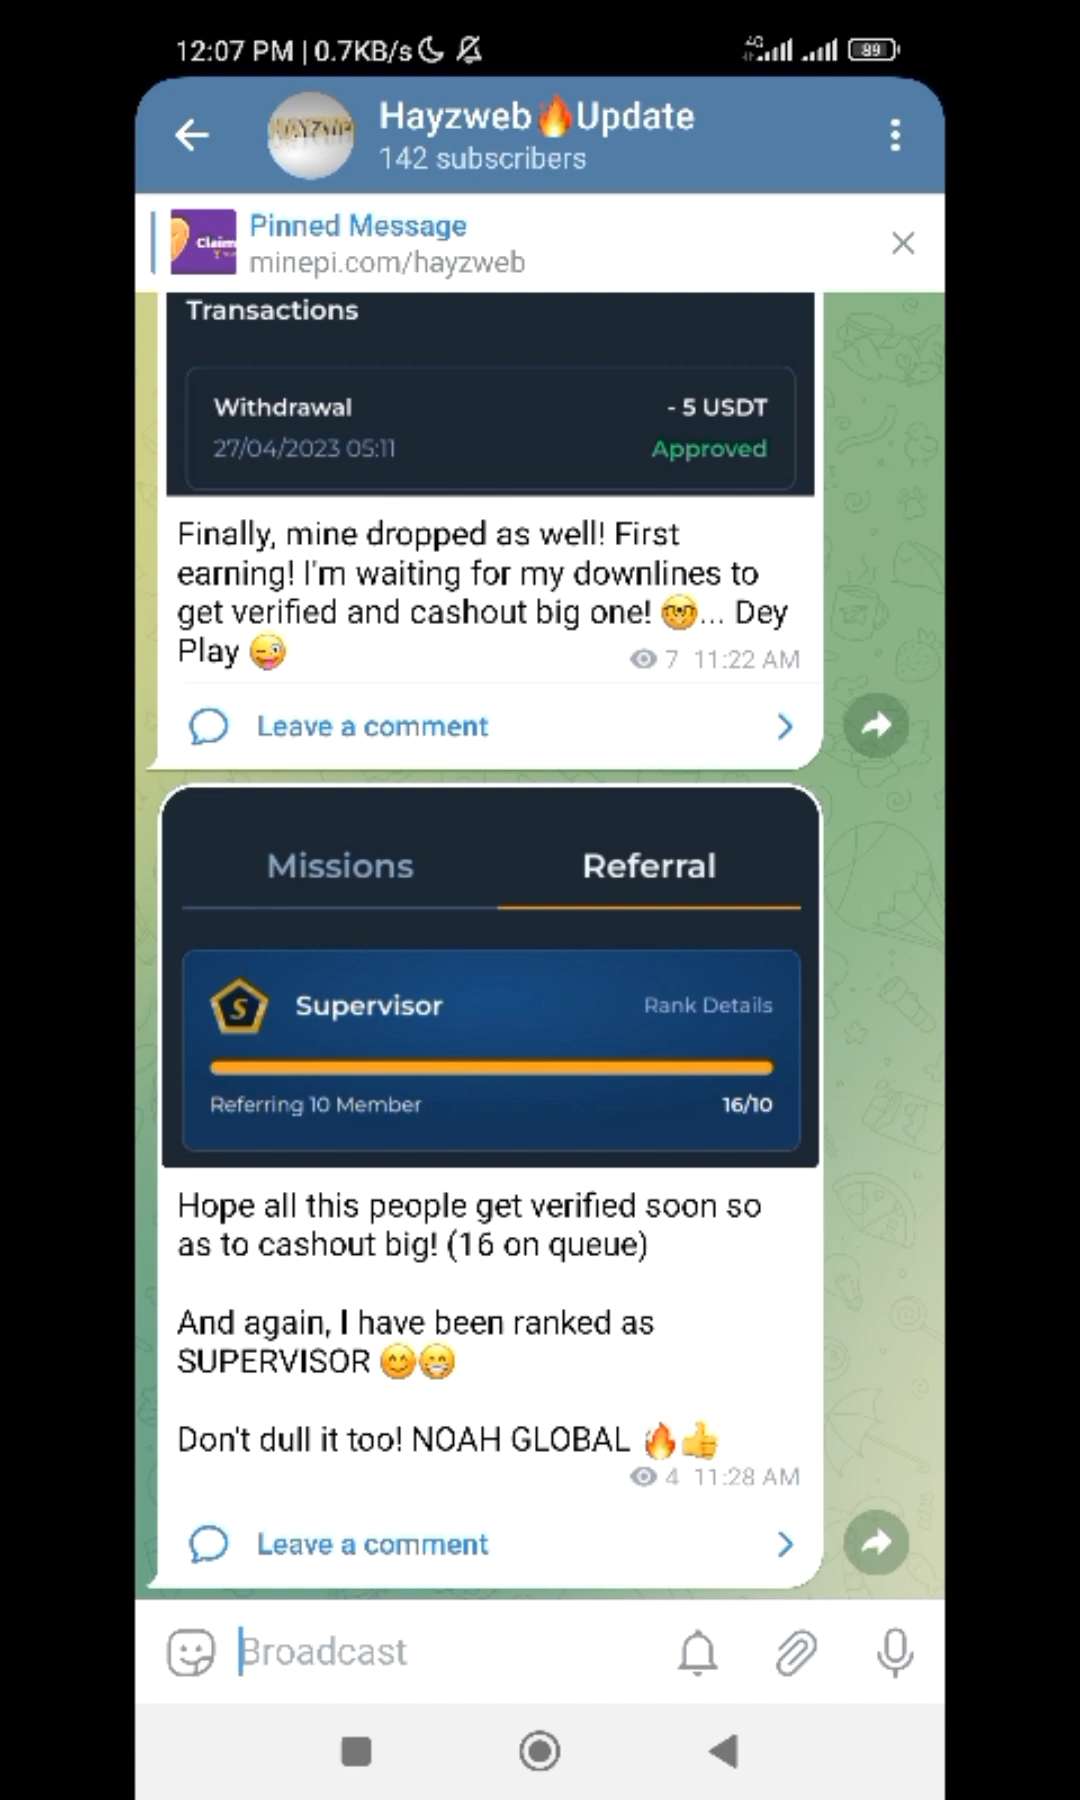 12:07 PM | 0.7KB/s
4G
89
Hayzweb🔥Update
142 subscribers
Pinned Message
minepi.com/hayzweb
Claim
Transactions
Withdrawal
- 5 USDT
27/04/2023 05:11
Approved
Finally, mine dropped as well! First
earning! I'm waiting for my downlines to
get verified and cashout big one! 🤓... Dey
Play 😜
7 11:22 AM
Leave a comment
Missions
Referral
S
Supervisor
Rank Details
Referring 10 Member
16/10
Hope all this people get verified soon so
as to cashout big! (16 on queue)
And again, I have been ranked as
SUPERVISOR 😊😁
Don't dull it too! NOAH GLOBAL 🔥👍
4 11:28 AM
Leave a comment
Broadcast